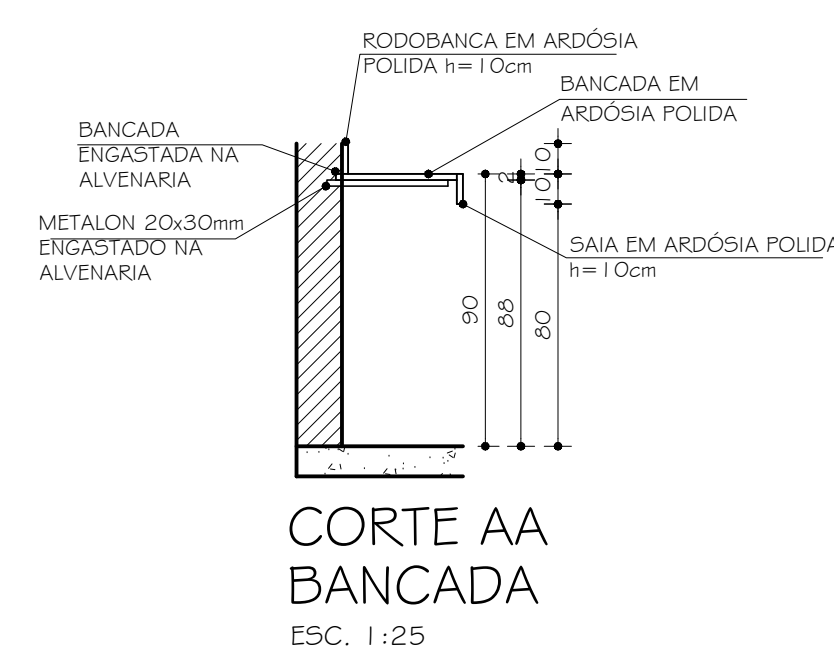 RODOBANCA EM ARDÓSIA
POLIDA h=10cm
BANCADA EM
ARDÓSIA POLIDA
BANCADA
ENGASTADA NA
ALVENARIA
METALON 20x30mm
ENGASTADO NA
ALVENARIA
SAIA EM ARDÓSIA POLIDA
h=10cm
90
88
2
80
10
10
CORTE AA
BANCADA
ESC. 1:25